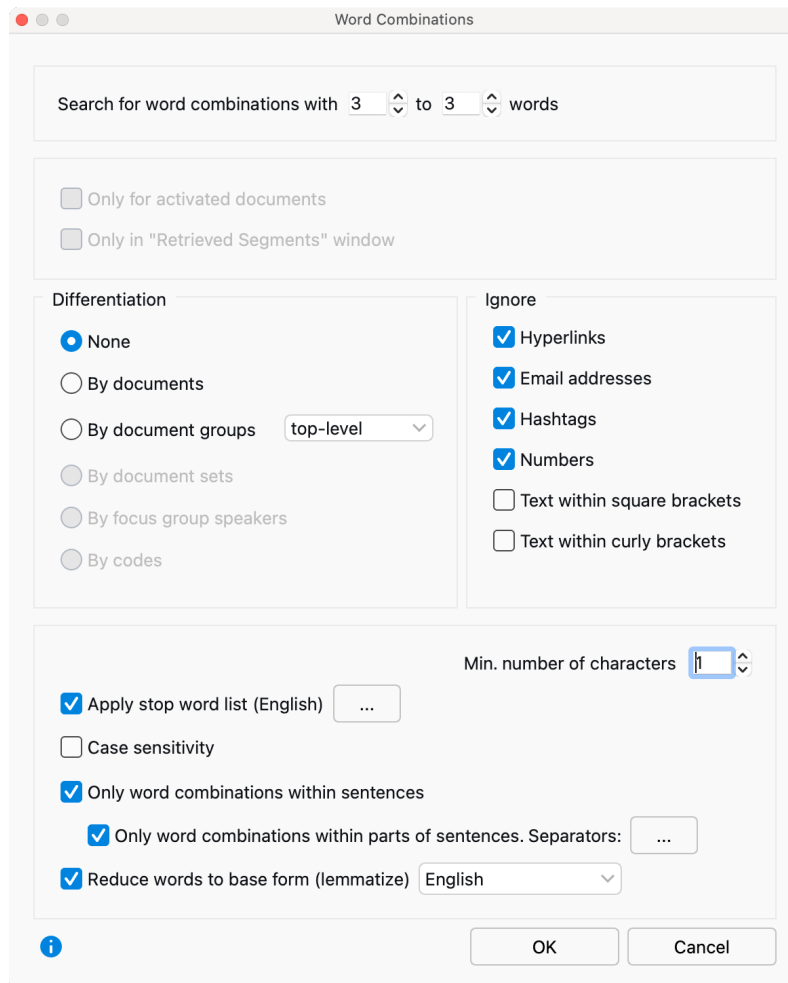 Word Combinations
Search for word combinations with 3 to 3 words
Only for activated documents
Only in "Retrieved Segments" window
Differentiation
None
By documents
By document groups top-level
By document sets
By focus group speakers
By codes
Ignore
Hyperlinks
Email addresses
Hashtags
Numbers
Text within square brackets
Text within curly brackets
Min. number of characters 1
Apply stop word list (English) ...
Case sensitivity
Only word combinations within sentences
Only word combinations within parts of sentences. Separators: ...
Reduce words to base form (lemmatize) English
OK Cancel